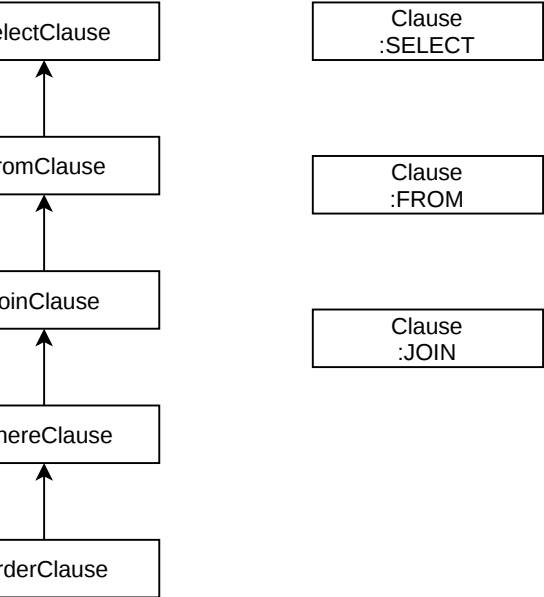 electClause
Clause
:SELECT
romClause
Clause
:FROM
oinClause
Clause
:JOIN
hereClause
rderClause